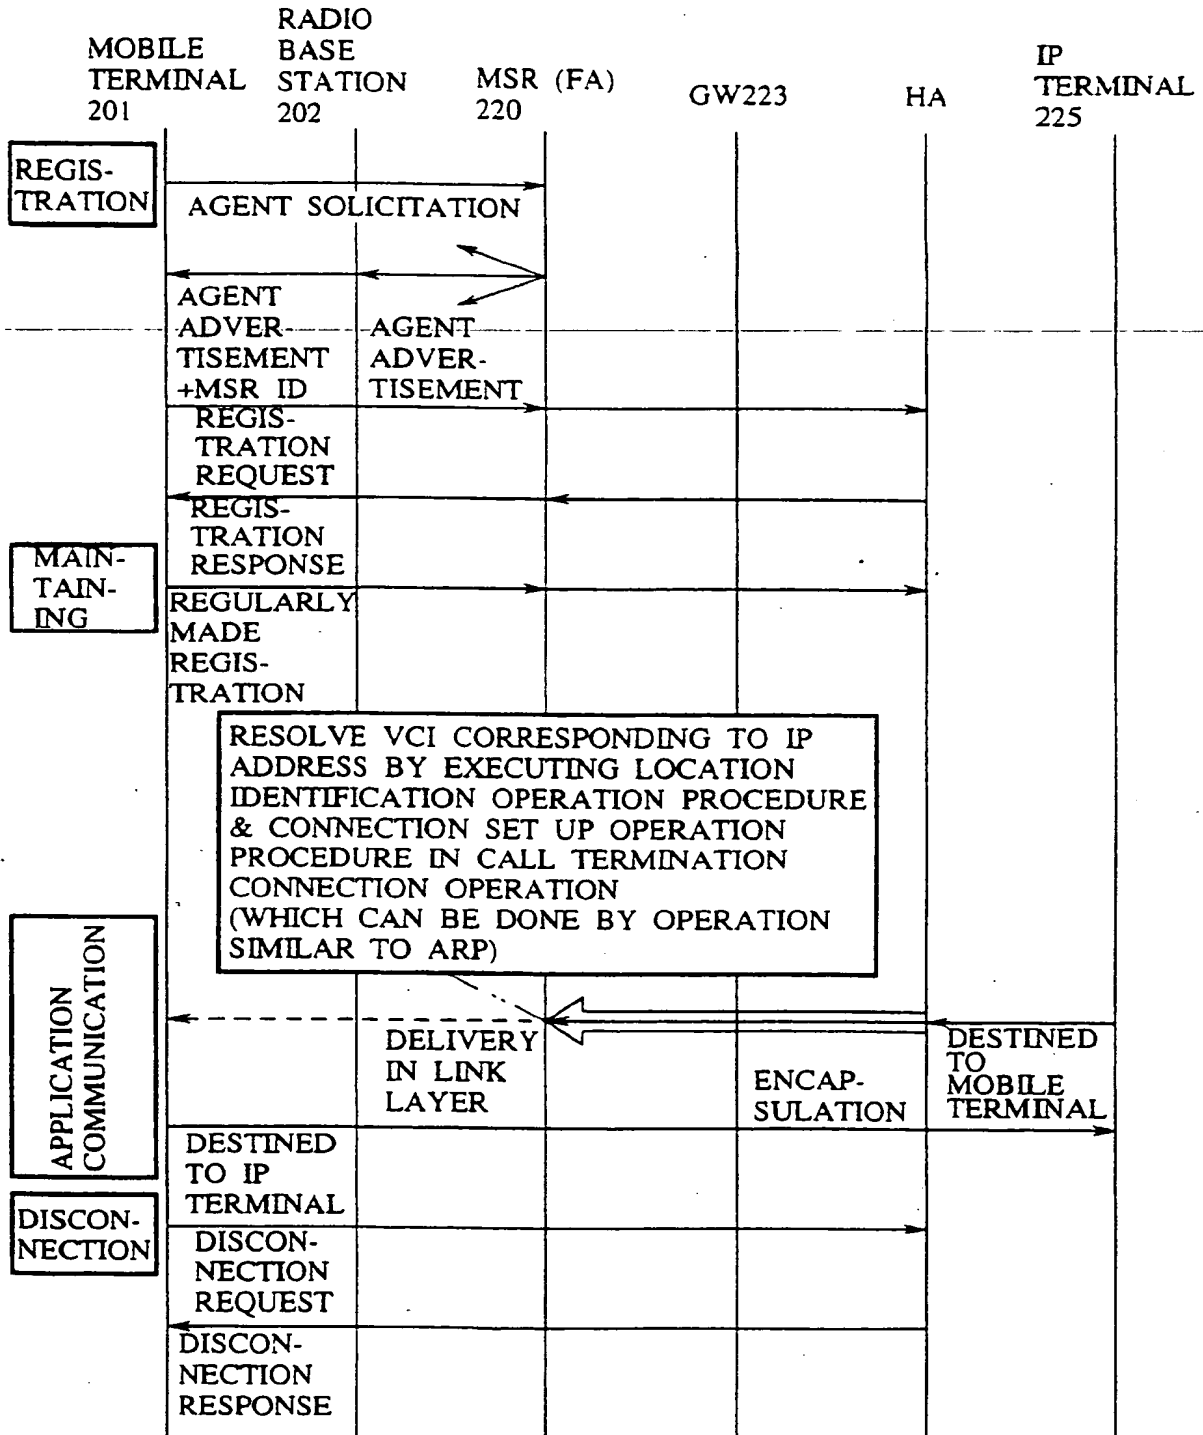 MOBILE
TERMINAL
201
RADIO
BASE
STATION
202
MSR (FA)
220
GW223
HA
IP
TERMINAL
225
REGIS-
TRATION
AGENT SOLICITATION
AGENT
ADVER-
TISEMENT
+MSR ID
AGENT
ADVER-
TISEMENT
REGIS-
TRATION
REQUEST
REGIS-
TRATION
RESPONSE
MAIN-
TAIN-
ING
REGULARLY
MADE
REGIS-
TRATION
RESOLVE VCI CORRESPONDING TO IP
ADDRESS BY EXECUTING LOCATION
IDENTIFICATION OPERATION PROCEDURE
& CONNECTION SET UP OPERATION
PROCEDURE IN CALL TERMINATION
CONNECTION OPERATION
(WHICH CAN BE DONE BY OPERATION
SIMILAR TO ARP)
APPLICATION
COMMUNICATION
DELIVERY
IN LINK
LAYER
ENCAP-
SULATION
DESTINED
TO
MOBILE
TERMINAL
DESTINED
TO IP
TERMINAL
DISCON-
NECTION
DISCON-
NECTION
REQUEST
DISCON-
NECTION
RESPONSE